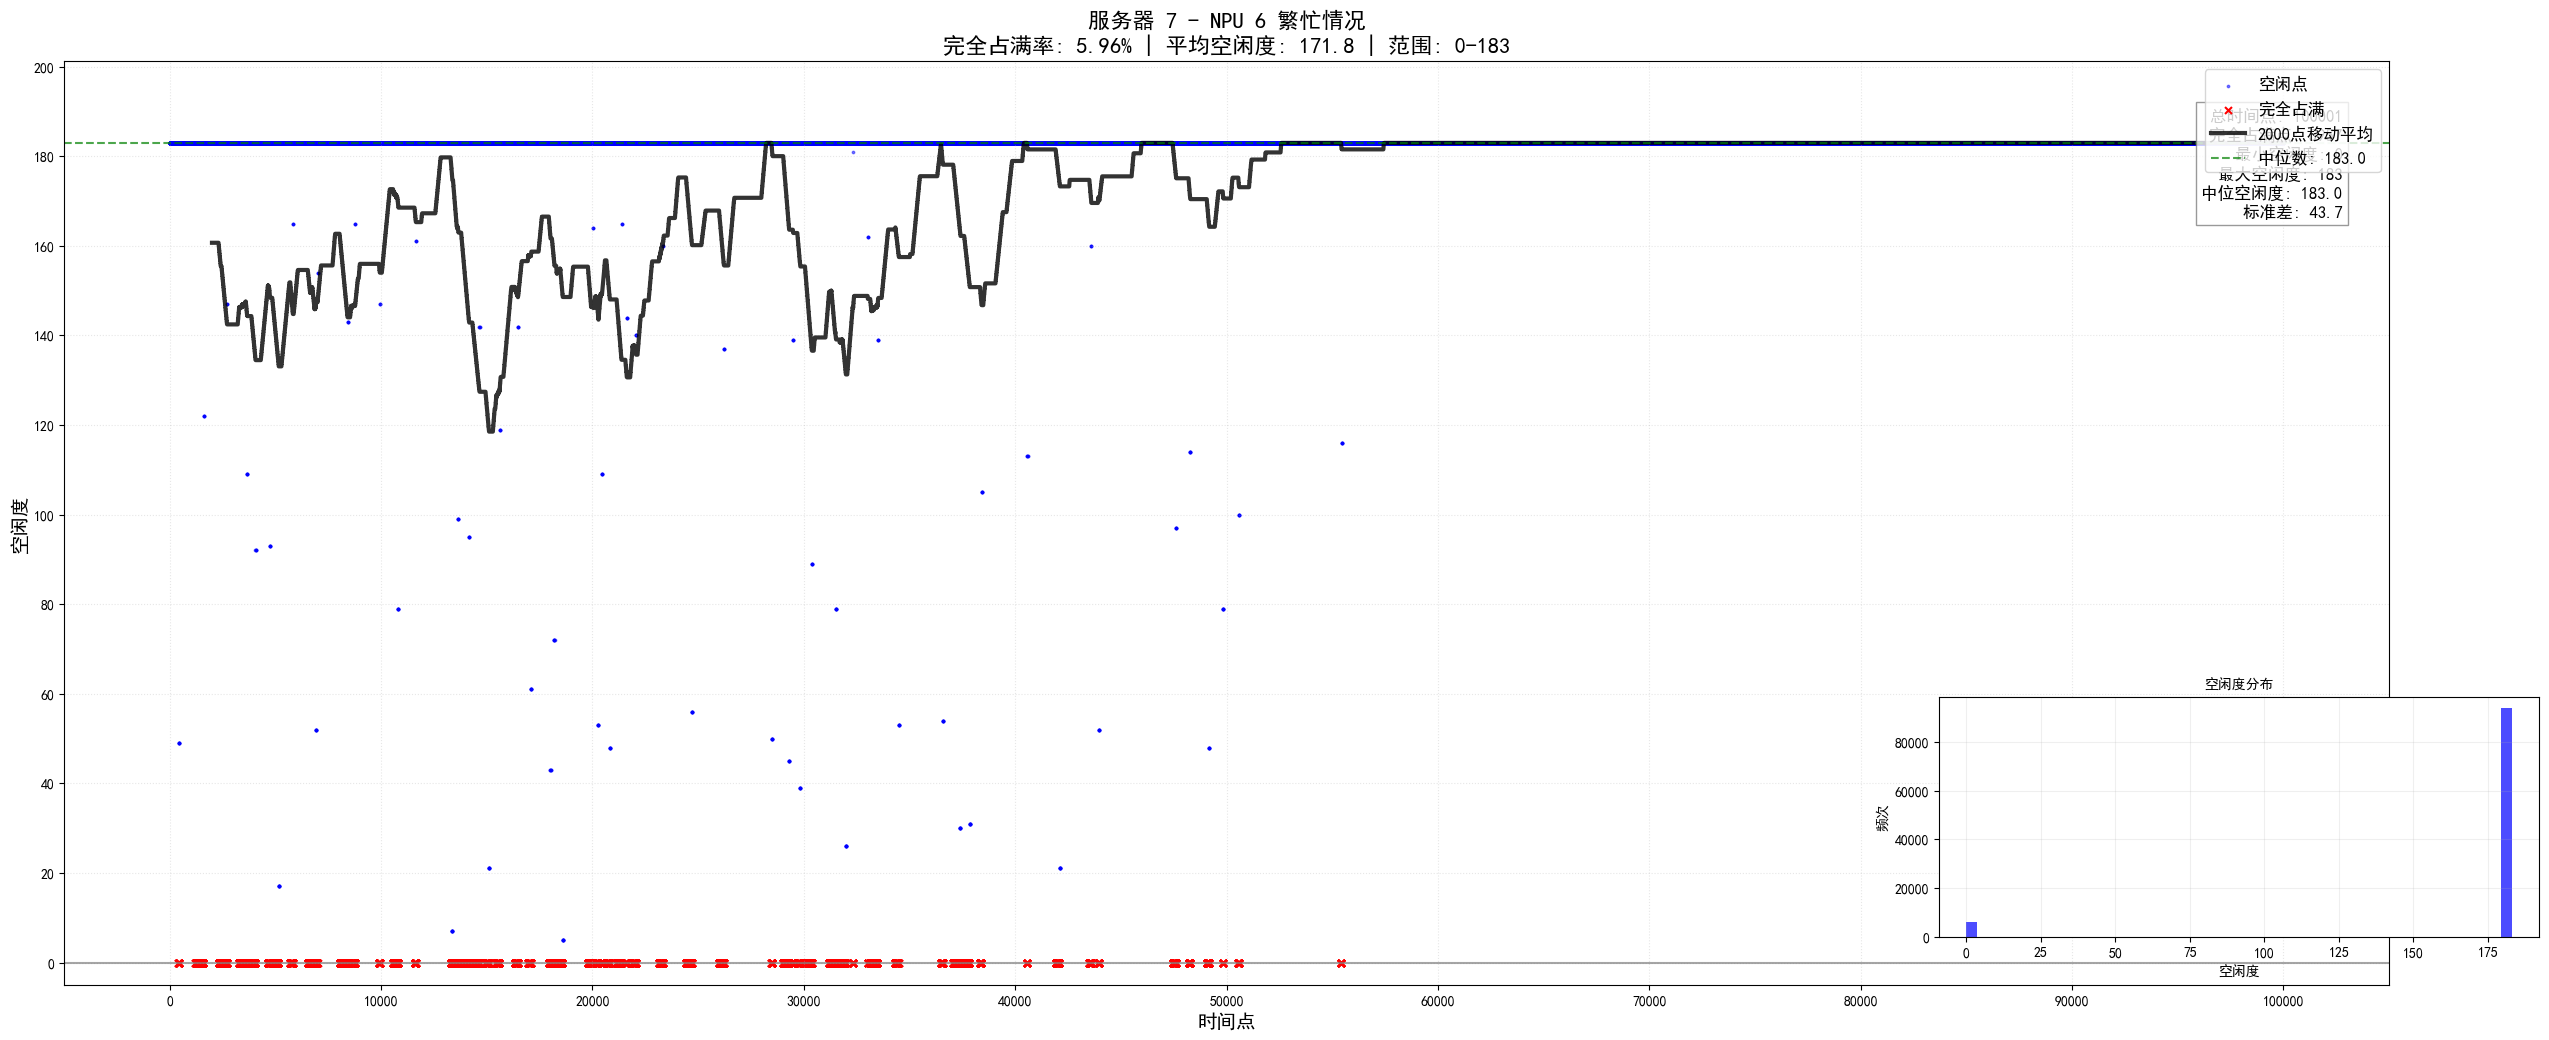 服务器 7 - NPU 6 繁忙情况
完全占满率: 5.96% | 平均空闲度: 171.8 | 范围: 0-183
空闲点
完全占满
2000点移动平均
中位数: 183.0
总时间点: 100001
最大空闲度: 183
中位空闲度: 183.0
标准差: 43.7
空闲度
200
180
160
140
120
100
80
60
40
20
0
0 10000 20000 30000 40000 50000 60000 70000 80000 90000 100000
时间点
空闲度分布
频次
80000
60000
40000
20000
0
0 25 50 75 100 125 150 175
空闲度